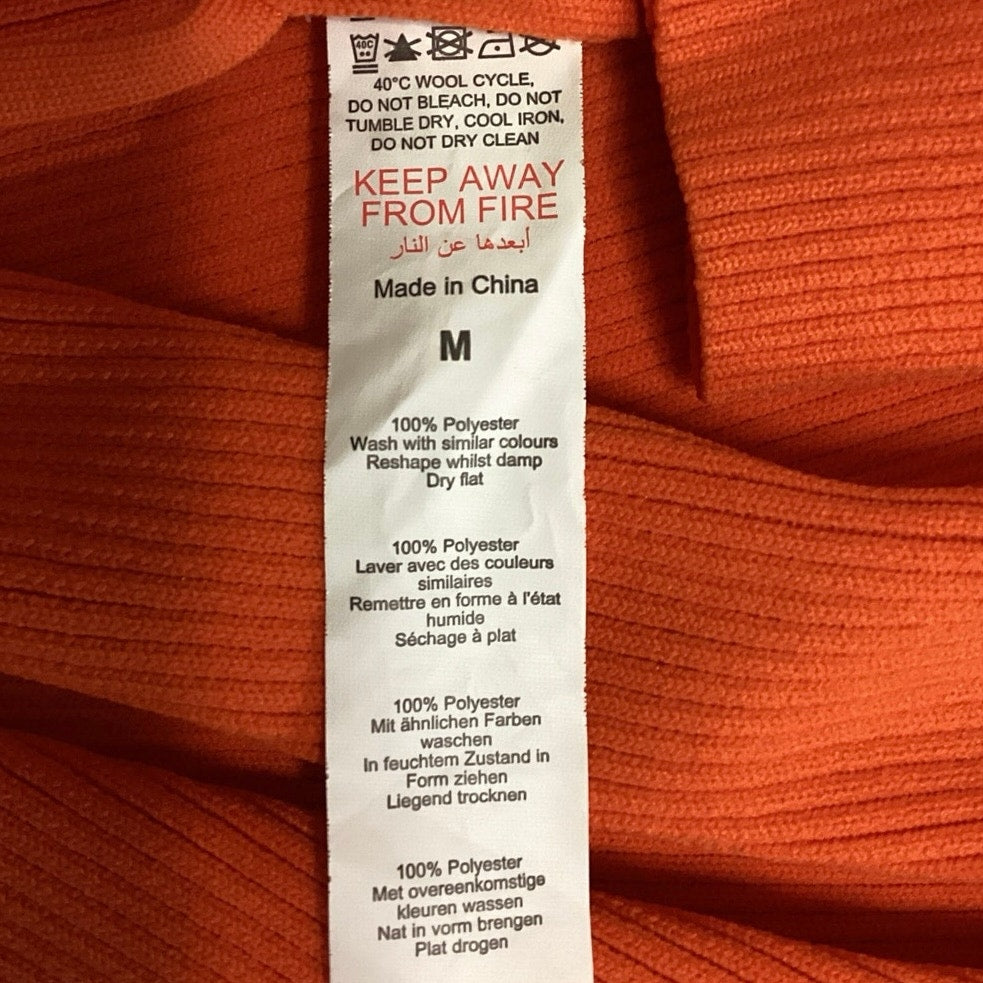 40C
40°C WOOL CYCLE,
DO NOT BLEACH, DO NOT
TUMBLE DRY, COOL IRON,
DO NOT DRY CLEAN
KEEP AWAY
FROM FIRE
أبعدها عن النار
Made in China
M
100% Polyester
Wash with similar colours
Reshape whilst damp
Dry flat
100% Polyester
Laver avec des couleurs
similaires
Remettre en forme à l'état
humide
Séchage à plat
100% Polyester
Mit ähnlichen Farben
waschen
In feuchtem Zustand in
Form ziehen
Liegend trocknen
100% Polyester
Met overeenkomstige
kleuren wassen
Nat in vorm brengen
Plat drogen